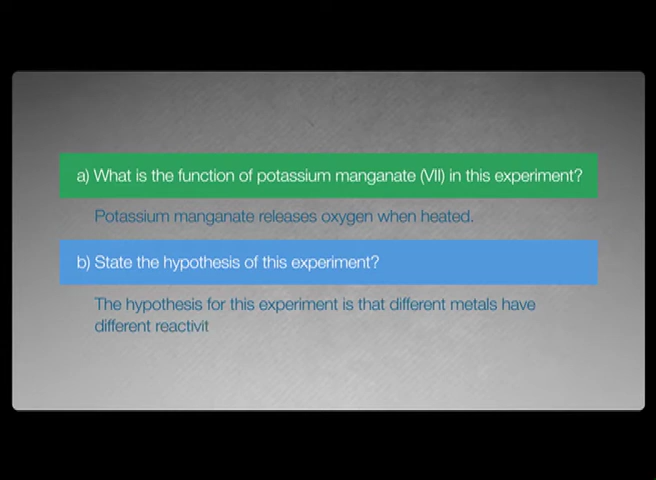 a) What is the function of potassium manganate (VII) in this experiment?
Potassium manganate releases oxygen when heated.
b) State the hypothesis of this experiment?
The hypothesis for this experiment is that different metals have
different reactivit